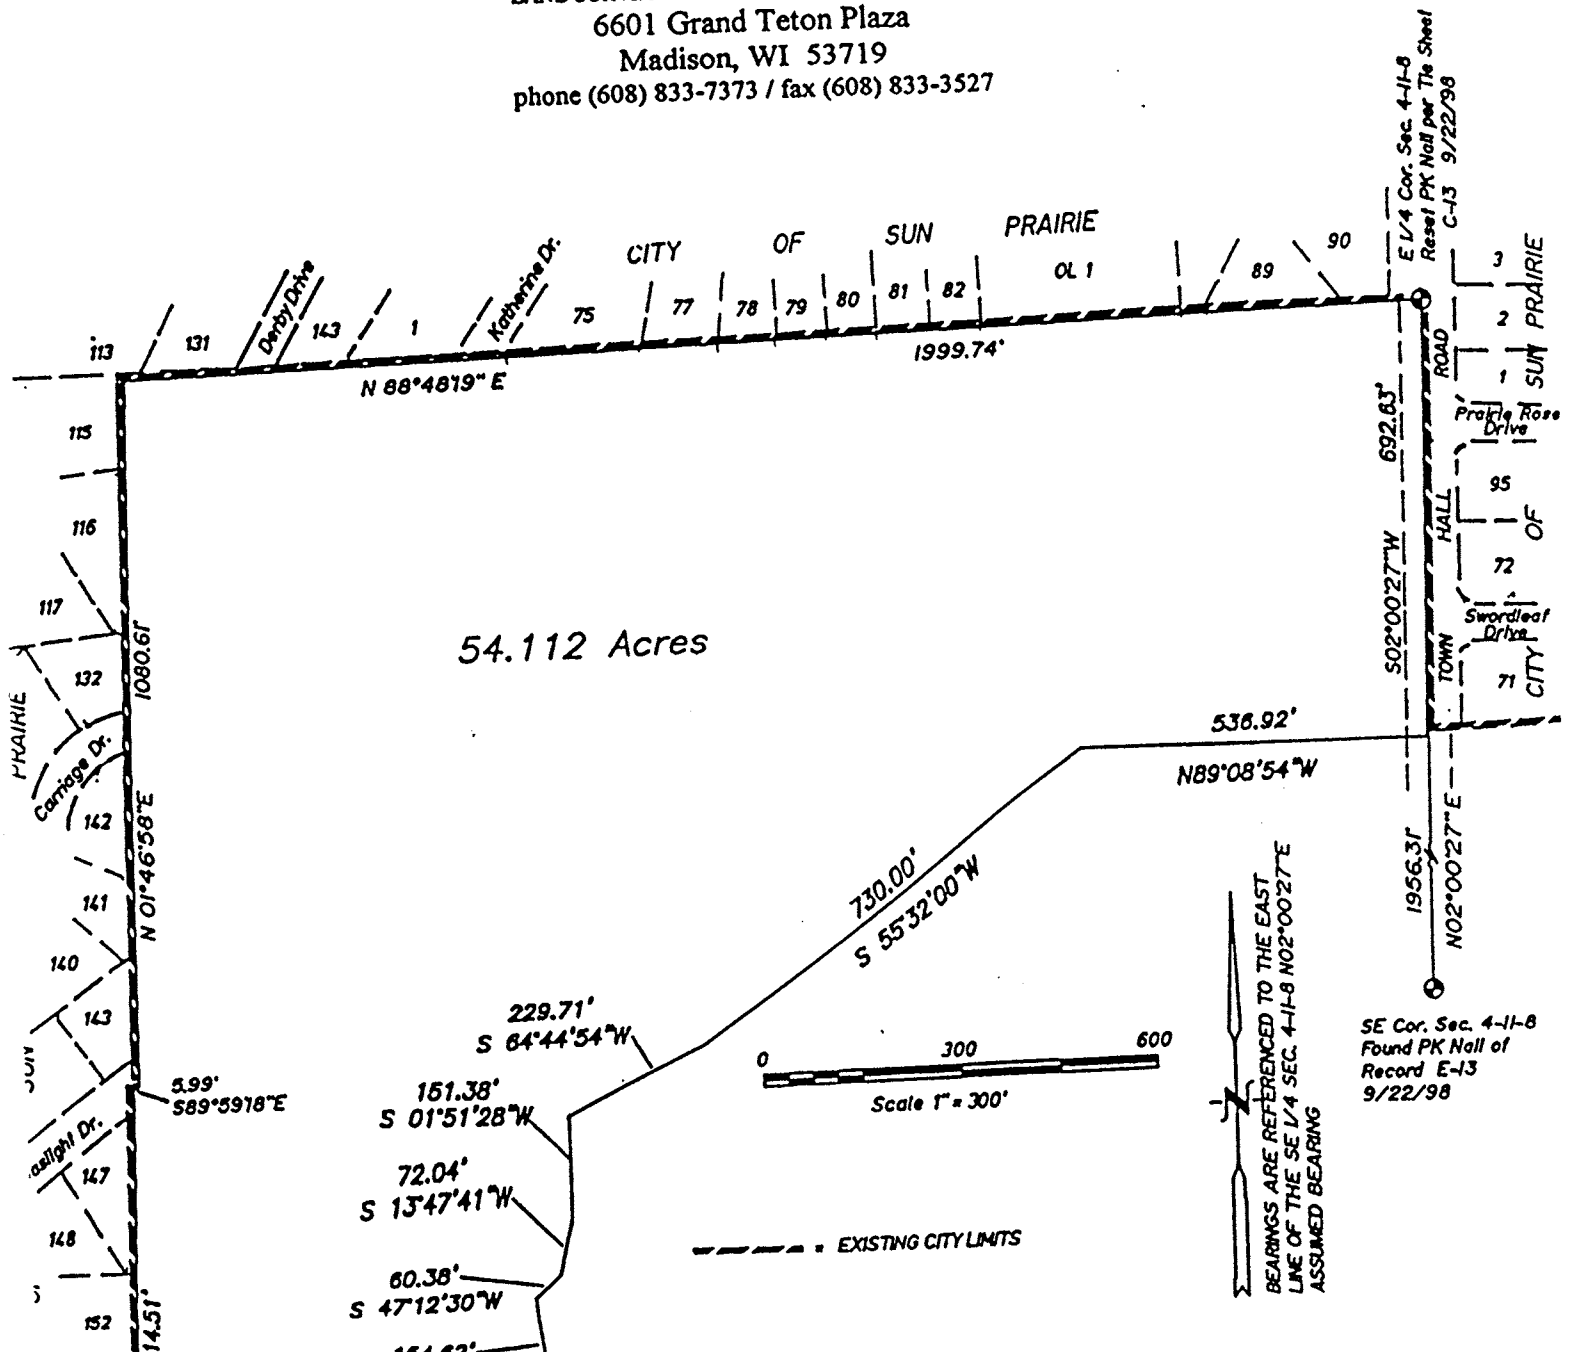 6601 Grand Teton Plaza
Madison, WI 53719
phone (608) 833-7373 / fax (608) 833-3527
E 1/4 Cor. Sec. 4-11-8
Reset PK Nail per Tie Sheet
C-13 9/22/98
CITY OF SUN PRAIRIE
113
131
Derby Drive
143
1
Katherine Dr.
75
77
78
79
80
81
82
OL 1
89
90
N 88°48'19" E
1999.74'
3
2
1
Prairie Rose
Drive
95
72
Swordleaf
Drive
71
CITY OF SUN PRAIRIE
TOWN HALL ROAD
692.63'
S02°00'27"W
115
116
117
132
PRAIRIE
Carriage Dr.
142
141
140
143
SUN
1080.61'
N 01°46'58"E
54.112 Acres
536.92'
N89°08'54"W
730.00'
S 55°32'00"W
229.71'
S 64°44'54"W
151.38'
S 01°51'28"W
72.04'
S 13°47'41"W
60.38'
S 47°12'30"W
5.99'
S89°59'18"E
147
148
152
14.51'
0 300 600
Scale 1" = 300'
EXISTING CITY LIMITS
BEARINGS ARE REFERENCED TO THE EAST
LINE OF THE SE 1/4 SEC. 4-11-8 N02°00'27"E
ASSUMED BEARING
N
1956.31'
N02°00'27"E
SE Cor. Sec. 4-11-8
Found PK Nail of
Record E-13
9/22/98